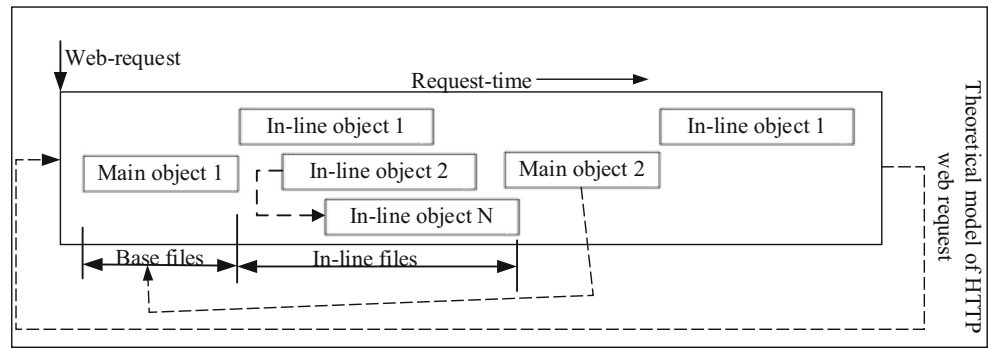 Web-request
Request-time
In-line object 1
In-line object 1
Main object 1
In-line object 2
Main object 2
In-line object N
Base files
In-line files
Theoretical model of HTTP
web request